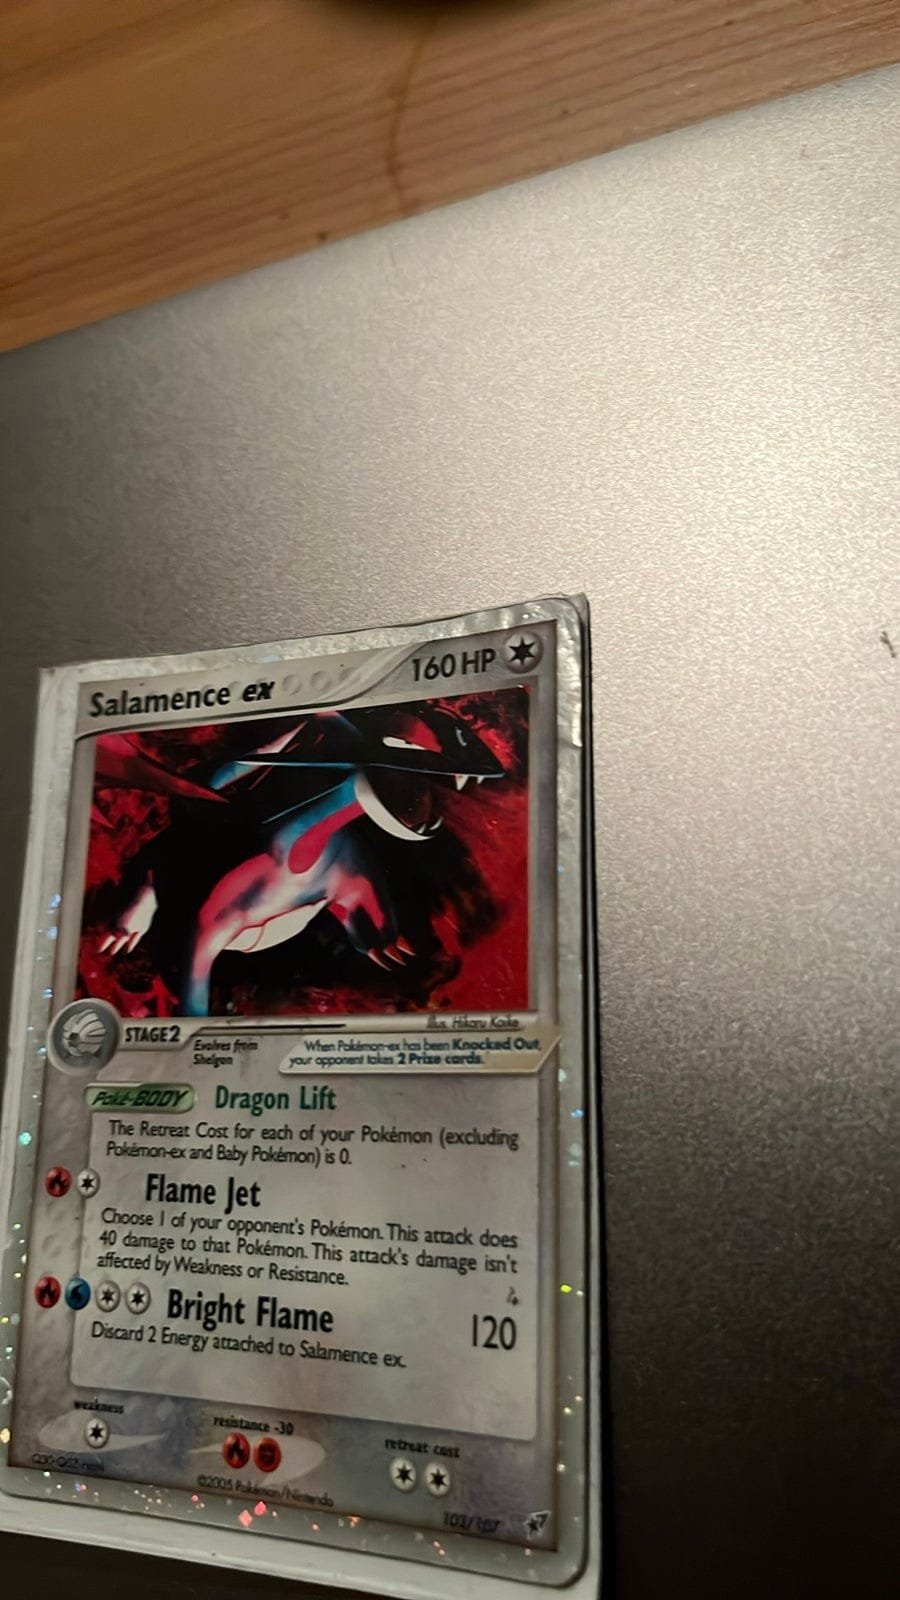 Salamence ex 160 HP
illus. Hikaru Koike
STAGE2 Evolves from
Shelgon
When Pokémon-ex has been Knocked Out,
your opponent takes 2 Prize cards.
Poké-BODY Dragon Lift
The Retreat Cost for each of your Pokémon (excluding
Pokémon-ex and Baby Pokémon) is 0.
Flame Jet
Choose 1 of your opponent's Pokémon. This attack does
40 damage to that Pokémon. This attack's damage isn't
affected by Weakness or Resistance.
Bright Flame 120
Discard 2 Energy attached to Salamence ex.
weakness
resistance -30
retreat cost
©2005 Pokémon/Nintendo
103/107